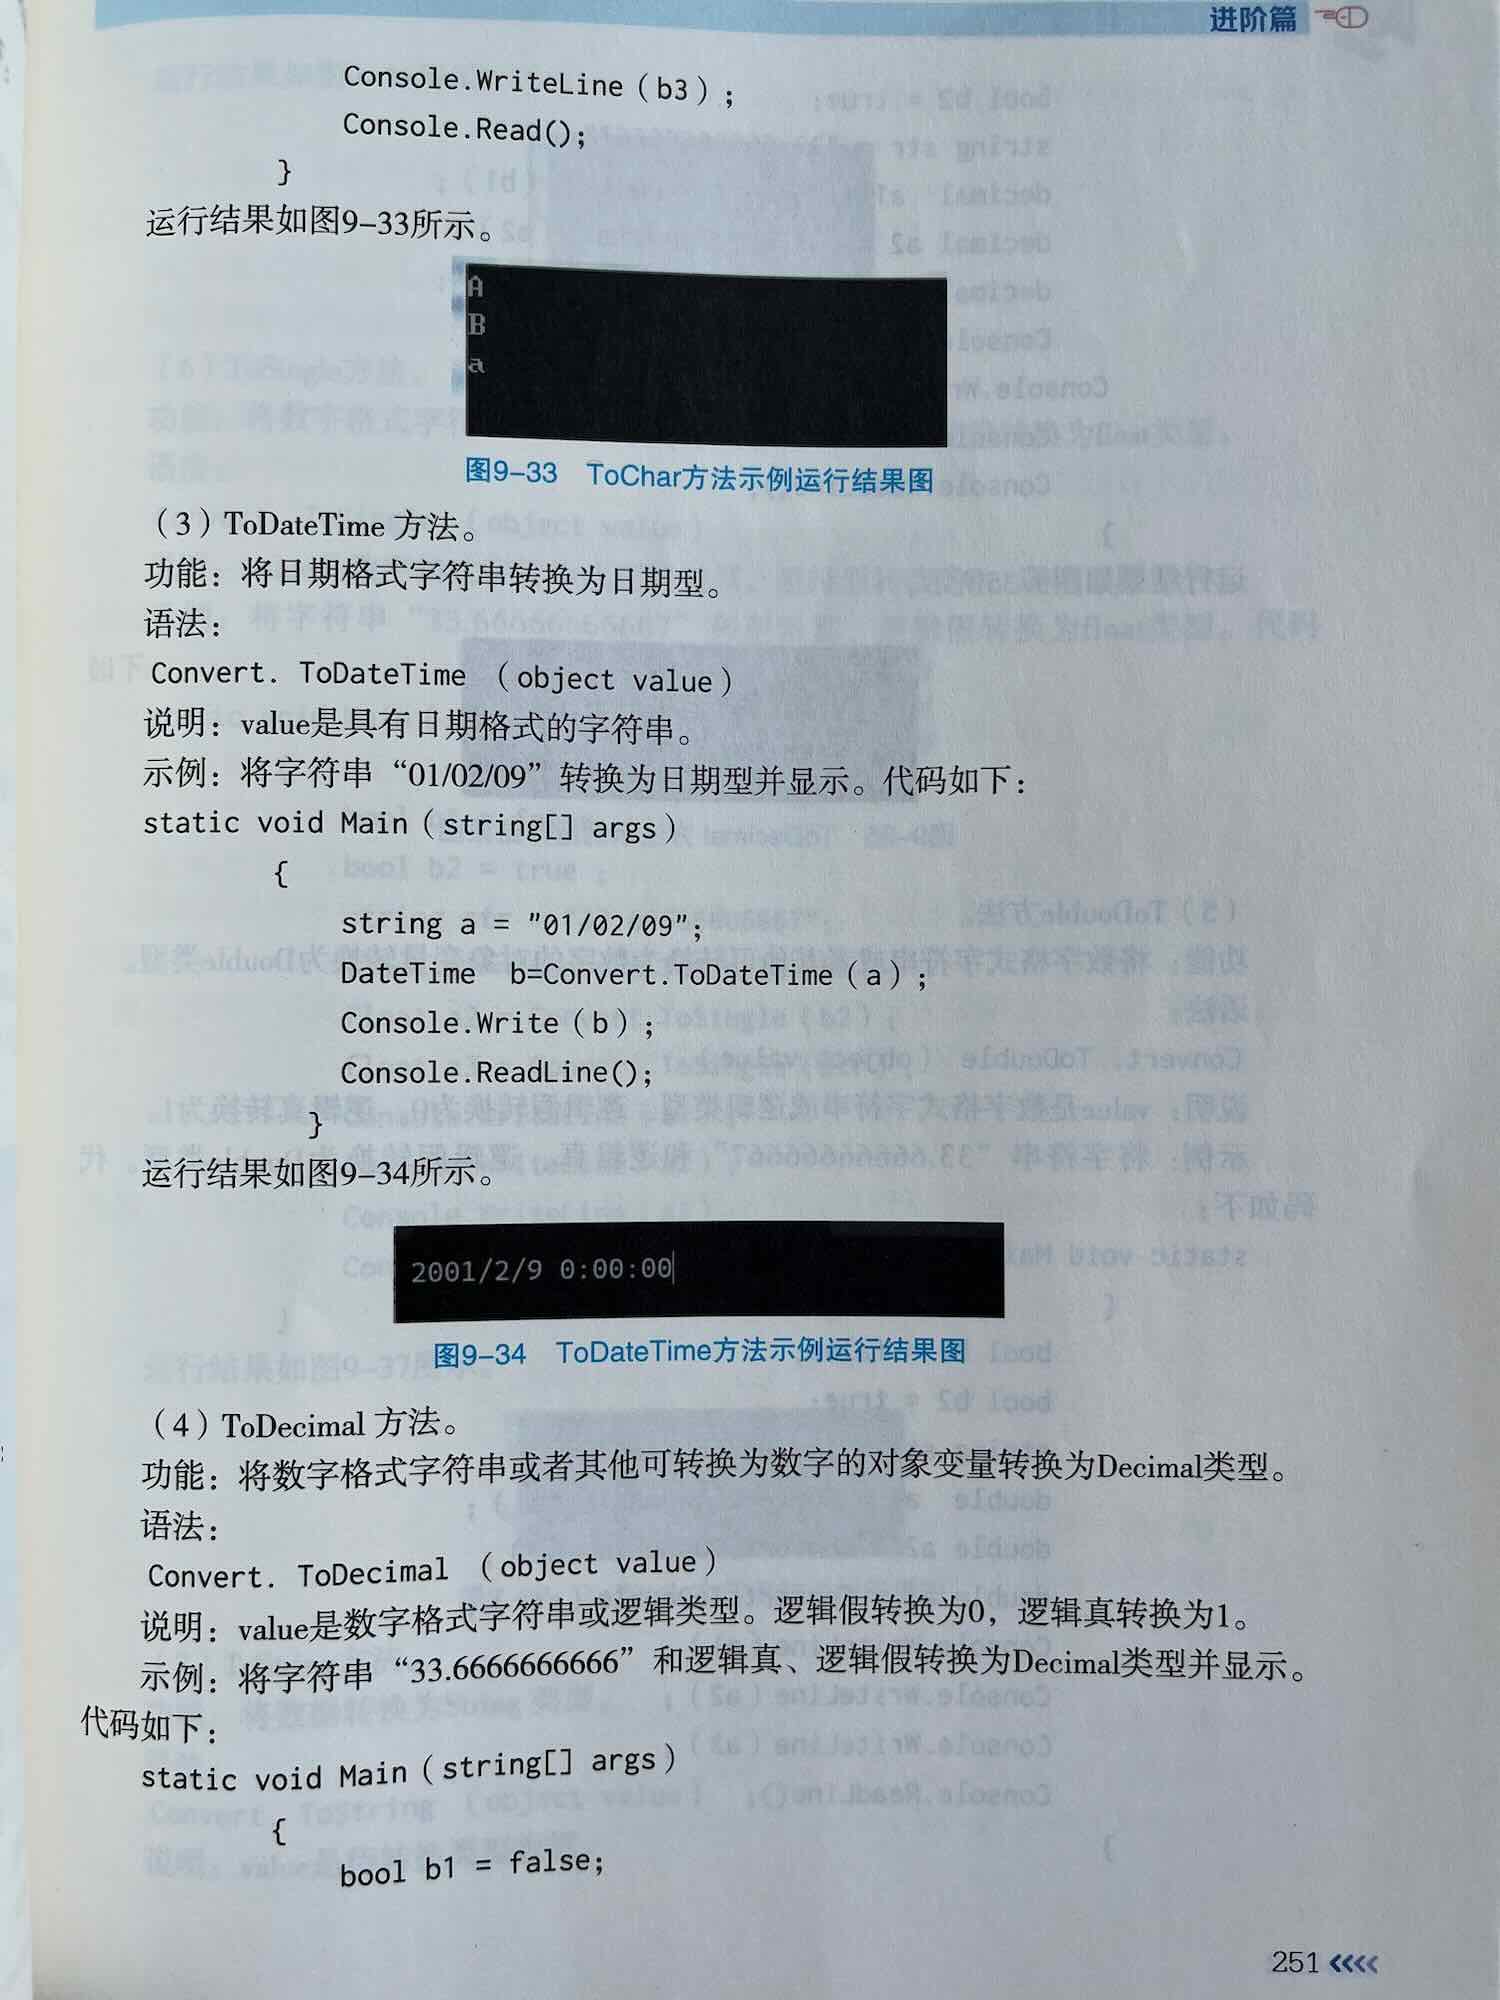 进阶篇
Console.WriteLine（b3）;
Console.Read();
}
运行结果如图9-33所示。
A
B
a
图9-33 ToChar方法示例运行结果图
（3）ToDateTime 方法。
功能：将日期格式字符串转换为日期型。
语法：
Convert. ToDateTime （object value）
说明：value是具有日期格式的字符串。
示例：将字符串“01/02/09”转换为日期型并显示。代码如下：
static void Main（string[] args）
{
string a = "01/02/09";
DateTime b=Convert.ToDateTime（a）;
Console.Write（b）;
Console.ReadLine();
}
运行结果如图9-34所示。
2001/2/9 0:00:00
图9-34 ToDateTime方法示例运行结果图
（4）ToDecimal 方法。
功能：将数字格式字符串或者其他可转换为数字的对象变量转换为Decimal类型。
语法：
Convert. ToDecimal （object value）
说明：value是数字格式字符串或逻辑类型。逻辑假转换为0，逻辑真转换为1。
示例：将字符串“33.6666666666”和逻辑真、逻辑假转换为Decimal类型并显示。
代码如下：
static void Main（string[] args）
{
bool b1 = false;
251